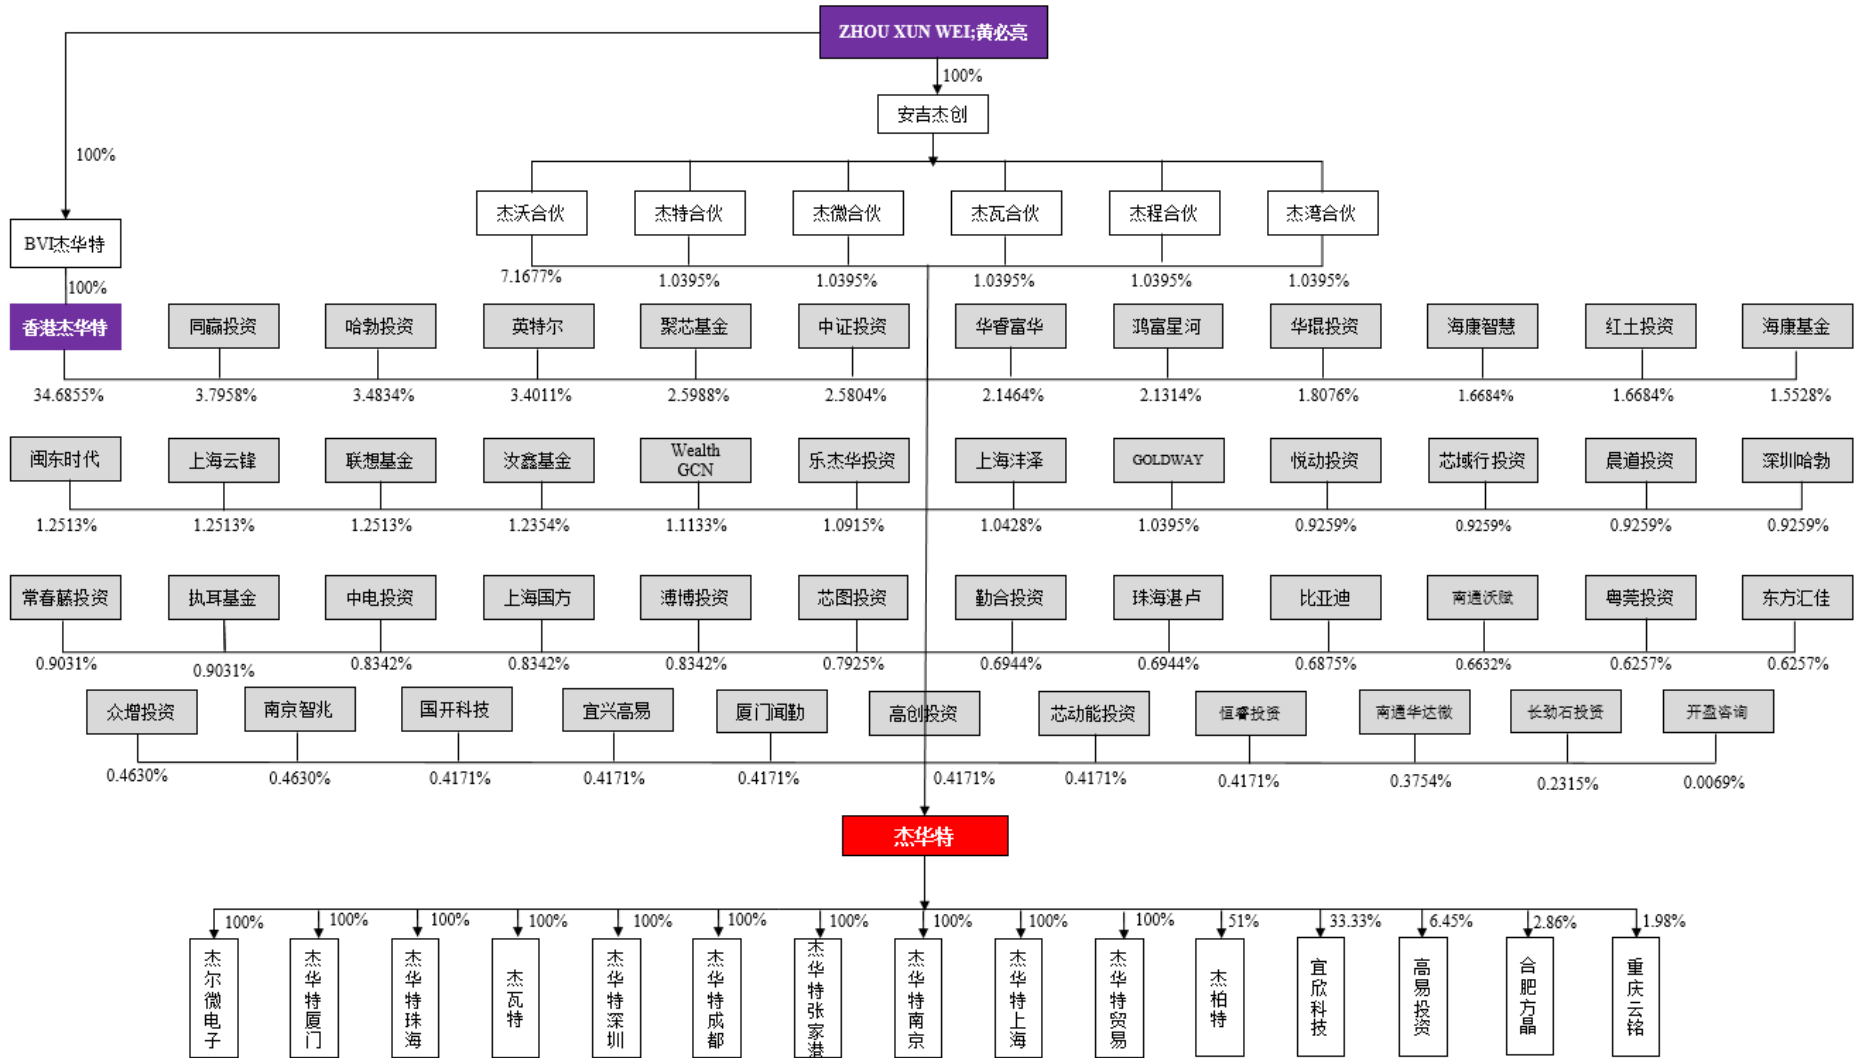 ZHOU XUN WEI;黄必亮
100%
安吉杰创
100%
杰沃合伙
杰特合伙
杰微合伙
杰瓦合伙
杰程合伙
杰湾合伙
BVI杰华特
7.1677%
1.0395%
1.0395%
1.0395%
1.0395%
1.0395%
100%
香港杰华特
同赢投资
哈勃投资
英特尔
聚芯基金
中证投资
华睿富华
鸿富星河
华琨投资
海康智慧
红土投资
海康基金
34.6855%
3.7958%
3.4834%
3.4011%
2.5988%
2.5804%
2.1464%
2.1314%
1.8076%
1.6684%
1.6684%
1.5528%
闽东时代
上海云锋
联想基金
汝鑫基金
Wealth
GCN
乐杰华投资
上海沣泽
GOLDWAY
悦动投资
芯域行投资
晨道投资
深圳哈勃
1.2513%
1.2513%
1.2513%
1.2354%
1.1133%
1.0915%
1.0428%
1.0395%
0.9259%
0.9259%
0.9259%
0.9259%
常春藤投资
执耳基金
中电投资
上海国方
溥博投资
芯图投资
勤合投资
珠海湛卢
比亚迪
南通沃赋
粤莞投资
东方汇佳
0.9031%
0.9031%
0.8342%
0.8342%
0.8342%
0.7925%
0.6944%
0.6944%
0.6875%
0.6632%
0.6257%
0.6257%
众增投资
南京智兆
国开科技
宜兴高易
厦门闻勤
高创投资
芯动能投资
恒睿投资
南通华达微
长劲石投资
开盈咨询
0.4630%
0.4630%
0.4171%
0.4171%
0.4171%
0.4171%
0.4171%
0.4171%
0.3754%
0.2315%
0.0069%
杰华特
100%
100%
100%
100%
100%
100%
100%
100%
100%
100%
51%
33.33%
6.45%
2.86%
1.98%
杰尔微电子
杰华特厦门
杰华特珠海
杰瓦特
杰华特深圳
杰华特成都
杰华特张家港
杰华特南京
杰华特上海
杰华特贸易
杰柏特
宜欣科技
高易投资
合肥方晶
重庆云铭